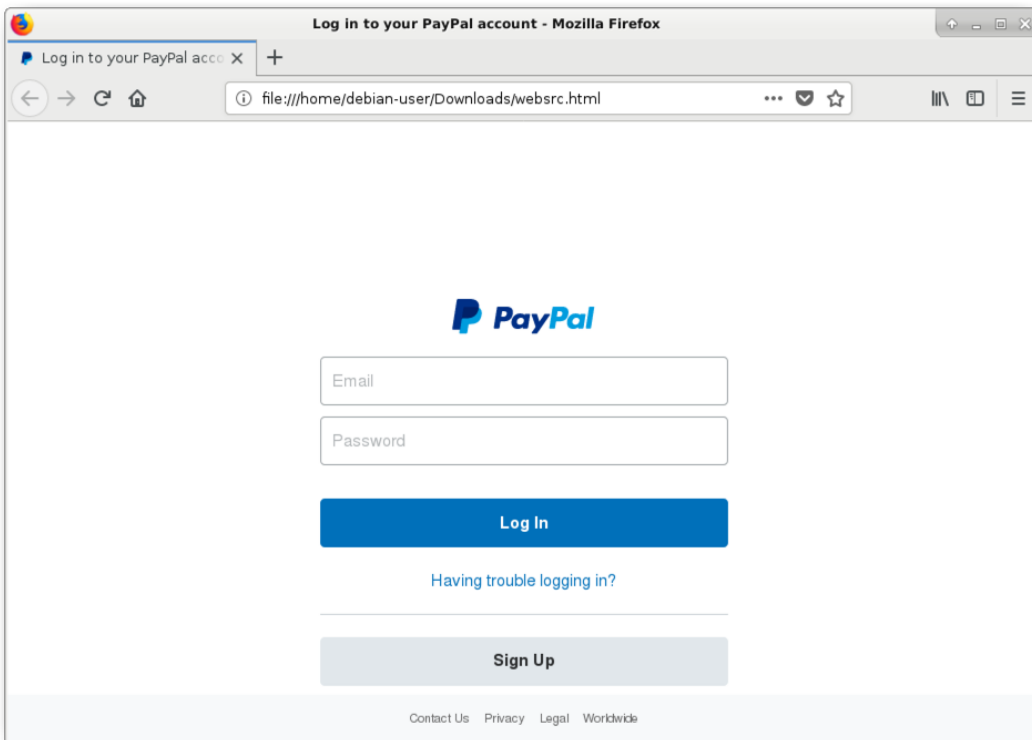 Log in to your PayPal account - Mozilla Firefox
Log in to your PayPal acco
file:///home/debian-user/Downloads/websrc.html
PayPal
Email
Password
Log In
Having trouble logging in?
Sign Up
Contact Us Privacy Legal Worldwide